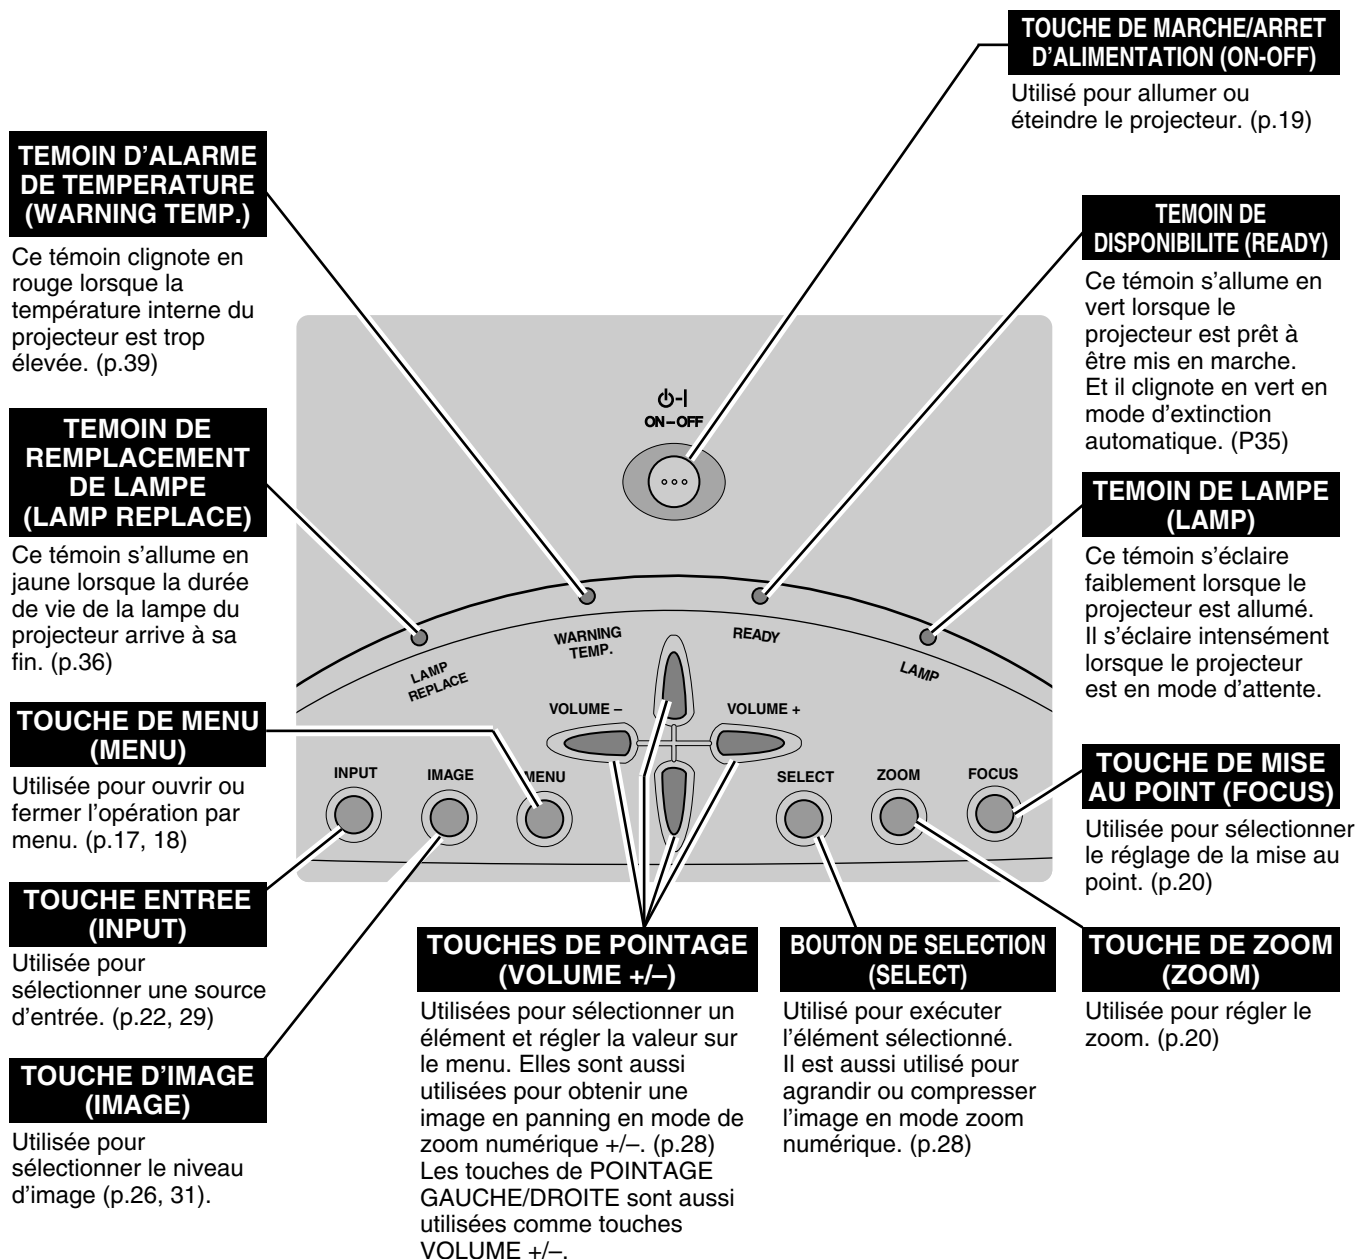 TOUCHE DE MARCHE/ARRET
D’ALIMENTATION (ON-OFF)
Utilisé pour allumer ou
éteindre le projecteur. (p.19)
TEMOIN D’ALARME
DE TEMPERATURE
(WARNING TEMP.)
Ce témoin clignote en
rouge lorsque la
température interne du
projecteur est trop
élevée. (p.39)
TEMOIN DE
DISPONIBILITE (READY)
Ce témoin s’allume en
vert lorsque le
projecteur est prêt à
être mis en marche.
Et il clignote en vert en
mode d’extinction
automatique. (P35)
TEMOIN DE
REMPLACEMENT
DE LAMPE
(LAMP REPLACE)
Ce témoin s’allume en
jaune lorsque la durée
de vie de la lampe du
projecteur arrive à sa
fin. (p.36)
TEMOIN DE LAMPE
(LAMP)
Ce témoin s’éclaire
faiblement lorsque le
projecteur est allumé.
Il s’éclaire intensément
lorsque le projecteur
est en mode d’attente.
ON–OFF
LAMP
REPLACE
WARNING
TEMP.
READY
LAMP
VOLUME –
VOLUME +
INPUT
IMAGE
MENU
SELECT
ZOOM
FOCUS
TOUCHE DE MENU
(MENU)
Utilisée pour ouvrir ou
fermer l’opération par
menu. (p.17, 18)
TOUCHE DE MISE
AU POINT (FOCUS)
Utilisée pour sélectionner
le réglage de la mise au
point. (p.20)
TOUCHE ENTREE
(INPUT)
Utilisée pour
sélectionner une source
d’entrée. (p.22, 29)
TOUCHE D’IMAGE
(IMAGE)
Utilisée pour
sélectionner le niveau
d’image (p.26, 31).
TOUCHES DE POINTAGE
(VOLUME +/–)
Utilisées pour sélectionner un
élément et régler la valeur sur
le menu. Elles sont aussi
utilisées pour obtenir une
image en panning en mode de
zoom numérique +/–. (p.28)
Les touches de POINTAGE
GAUCHE/DROITE sont aussi
utilisées comme touches
VOLUME +/–.
BOUTON DE SELECTION
(SELECT)
Utilisé pour exécuter
l’élément sélectionné.
Il est aussi utilisé pour
agrandir ou compresser
l’image en mode zoom
numérique. (p.28)
TOUCHE DE ZOOM
(ZOOM)
Utilisée pour régler le
zoom. (p.20)